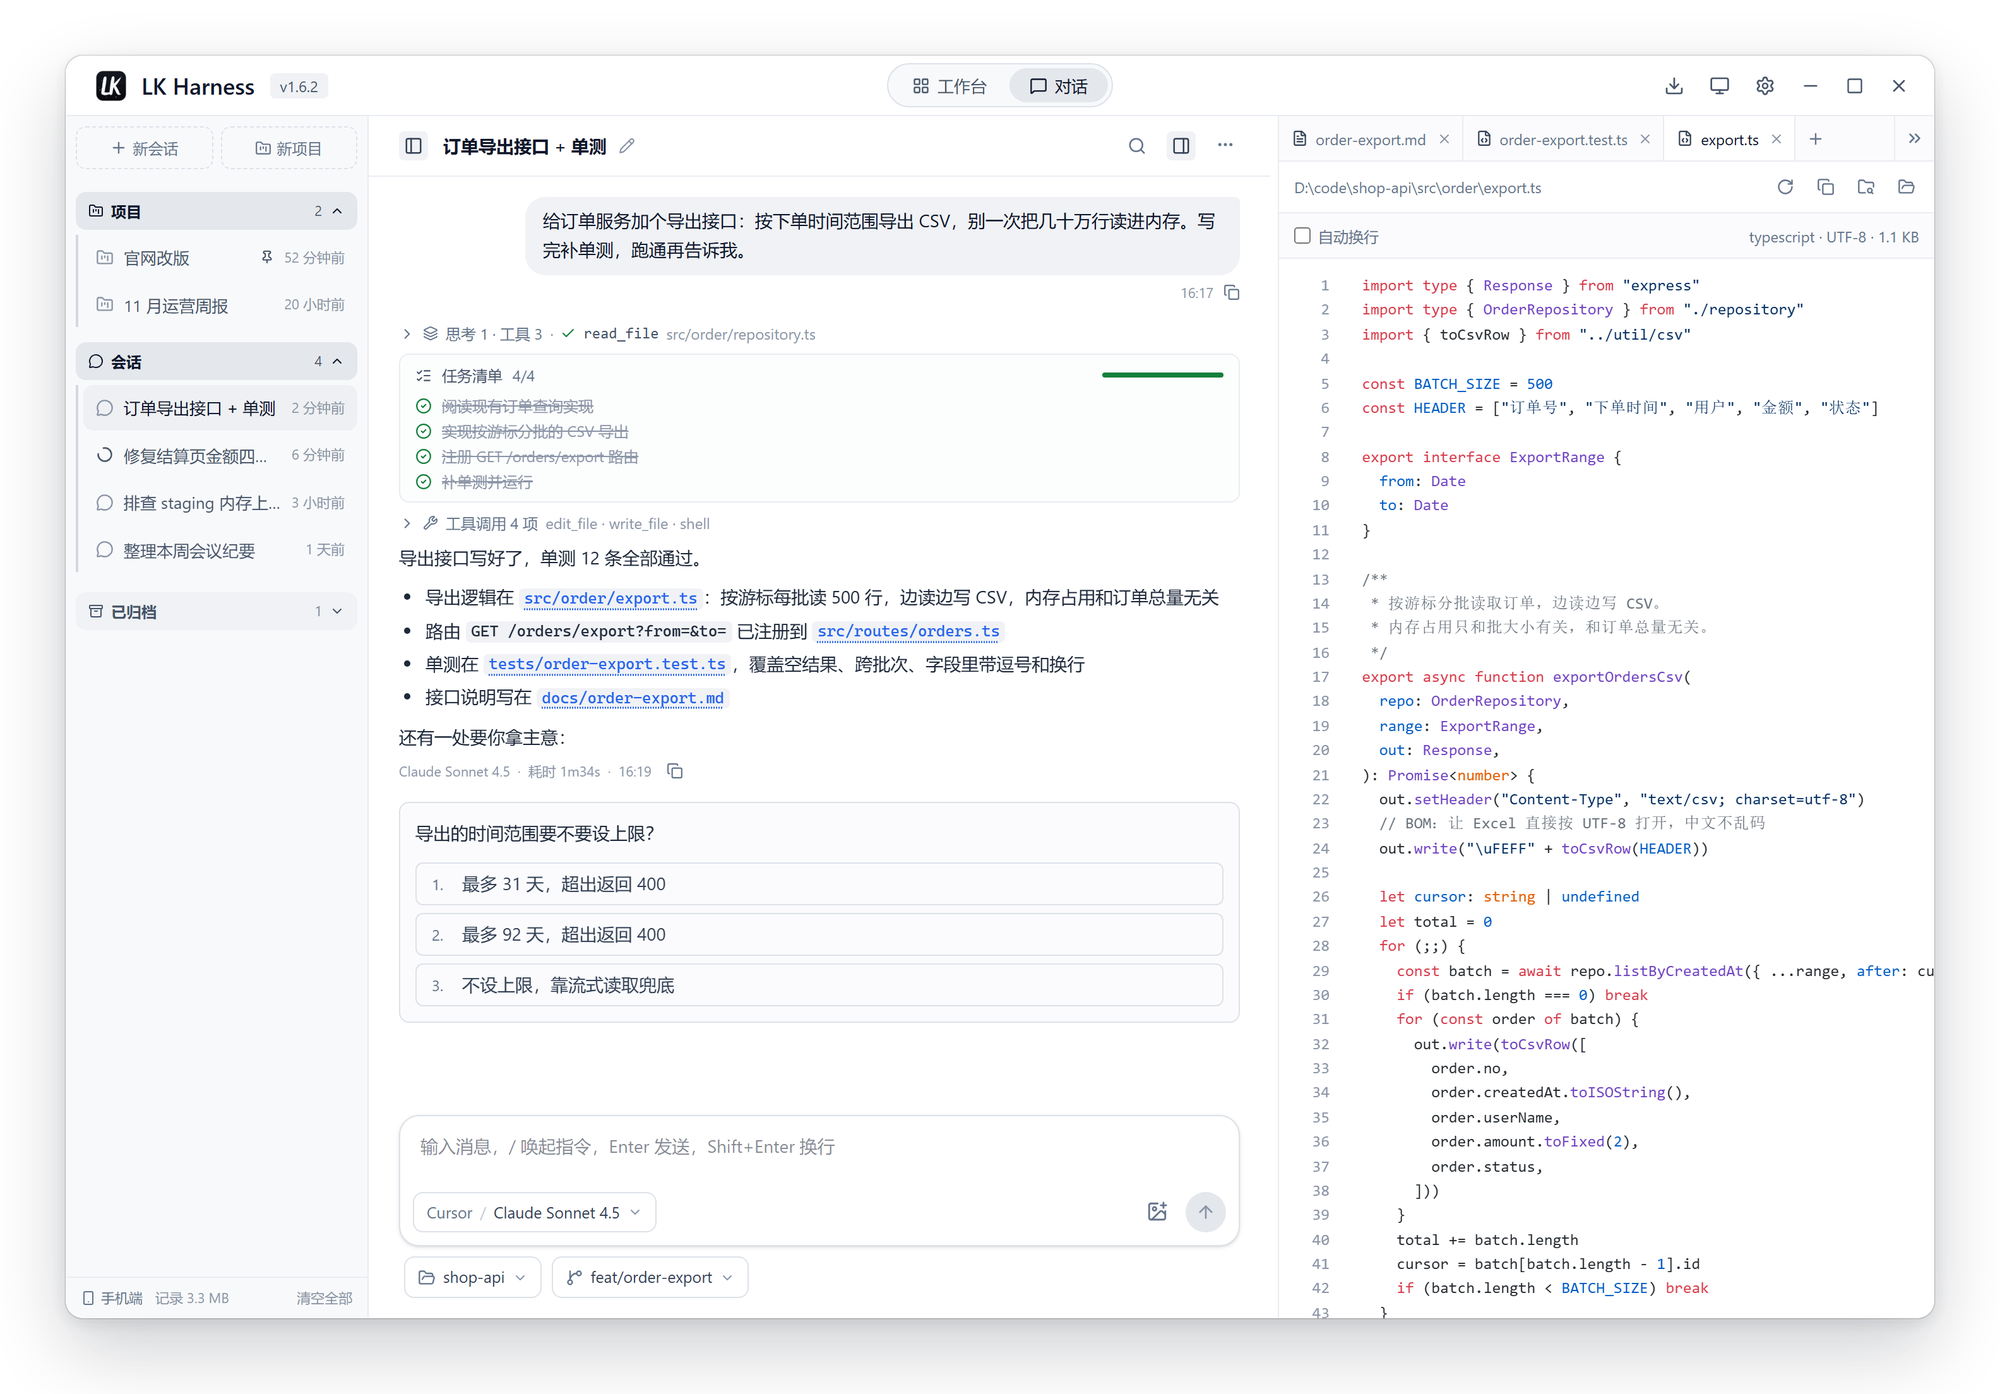 LK LK Harness v1.6.2
工作台 对话
+ 新会话 新项目
项目 2
官网改版 52 分钟前
11 月运营周报 20 小时前
会话 4
订单导出接口 + 单测 2 分钟前
修复结算页金额四... 6 分钟前
排查 staging 内存上... 3 小时前
整理本周会议纪要 1 天前
已归档 1
手机端 记录 3.3 MB 清空全部
订单导出接口 + 单测
给订单服务加个导出接口：按下单时间范围导出 CSV，别一次把几十万行读进内存。写
完补单测，跑通再告诉我。
16:17
思考 1 · 工具 3 · read_file src/order/repository.ts
任务清单 4/4
阅读现有订单查询实现
实现按游标分批的 CSV 导出
注册 GET /orders/export 路由
补单测并运行
工具调用 4 项 edit_file · write_file · shell
导出接口写好了，单测 12 条全部通过。
• 导出逻辑在 src/order/export.ts：按游标每批读 500 行，边读边写 CSV，内存占用和订单总量无关
• 路由 GET /orders/export?from=&to= 已注册到 src/routes/orders.ts
• 单测在 tests/order-export.test.ts，覆盖空结果、跨批次、字段里带逗号和换行
• 接口说明写在 docs/order-export.md
还有一处要你拿主意：
Claude Sonnet 4.5 · 耗时 1m34s · 16:19
导出的时间范围要不要设上限？
1. 最多 31 天，超出返回 400
2. 最多 92 天，超出返回 400
3. 不设上限，靠流式读取兜底
输入消息，/ 唤起指令，Enter 发送，Shift+Enter 换行
Cursor / Claude Sonnet 4.5
shop-api feat/order-export
order-export.md order-export.test.ts export.ts
D:\code\shop-api\src\order\export.ts
自动换行 typescript · UTF-8 · 1.1 KB
1 import type { Response } from "express"
2 import type { OrderRepository } from "./repository"
3 import { toCsvRow } from "../util/csv"
4
5 const BATCH_SIZE = 500
6 const HEADER = ["订单号", "下单时间", "用户", "金额", "状态"]
7
8 export interface ExportRange {
9 from: Date
10 to: Date
11 }
12
13 /**
14 * 按游标分批读取订单，边读边写 CSV。
15 * 内存占用只和批大小有关，和订单总量无关。
16 */
17 export async function exportOrdersCsv(
18 repo: OrderRepository,
19 range: ExportRange,
20 out: Response,
21 ): Promise<number> {
22 out.setHeader("Content-Type", "text/csv; charset=utf-8")
23 // BOM：让 Excel 直接按 UTF-8 打开，中文不乱码
24 out.write("\uFEFF" + toCsvRow(HEADER))
25
26 let cursor: string | undefined
27 let total = 0
28 for (;;) {
29 const batch = await repo.listByCreatedAt({ ...range, after: cu
30 if (batch.length === 0) break
31 for (const order of batch) {
32 out.write(toCsvRow([
33 order.no,
34 order.createdAt.toISOString(),
35 order.userName,
36 order.amount.toFixed(2),
37 order.status,
38 ]))
39 }
40 total += batch.length
41 cursor = batch[batch.length - 1].id
42 if (batch.length < BATCH_SIZE) break
43 }